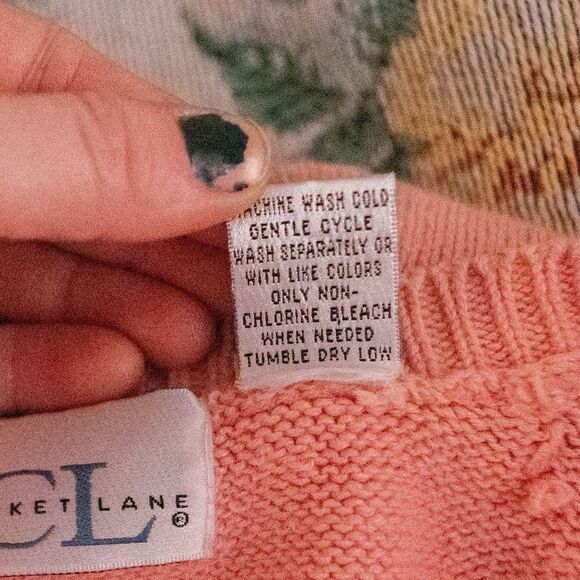 MACHINE WASH COLD
GENTLE CYCLE
WASH SEPARATELY OR
WITH LIKE COLORS
ONLY NON-
CHLORINE BLEACH
WHEN NEEDED
TUMBLE DRY LOW
CL
KET LANE ®